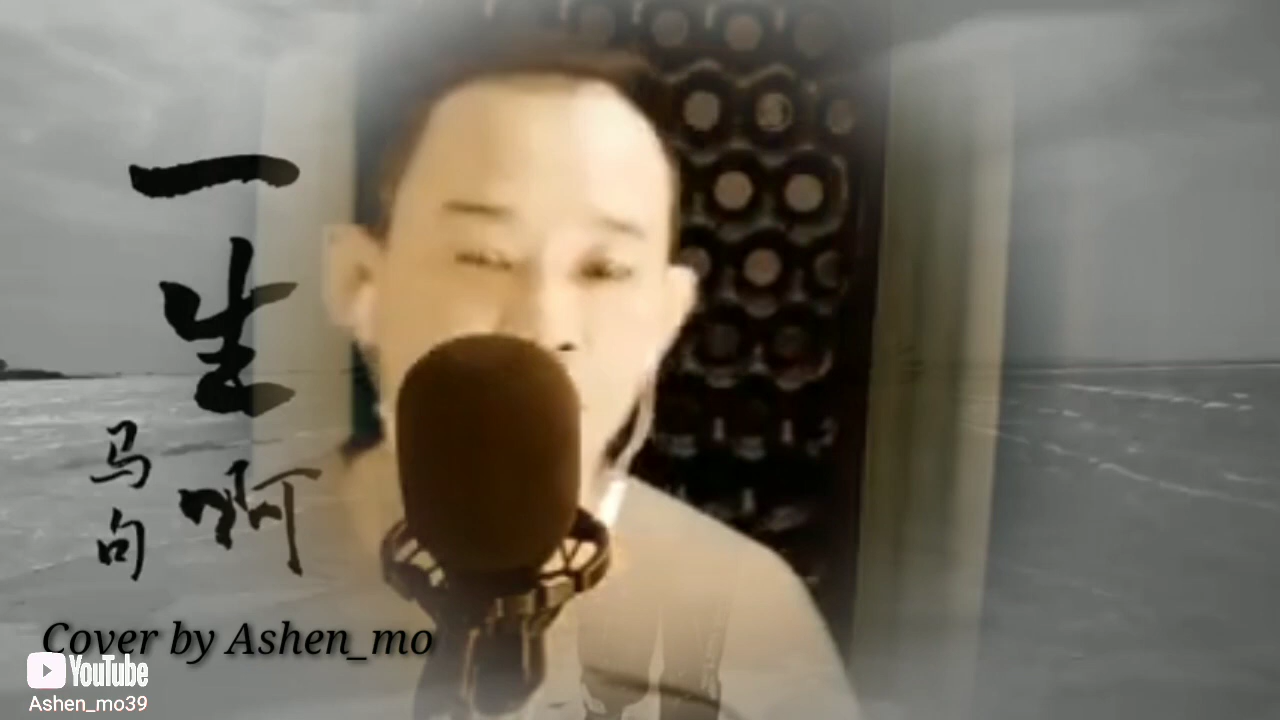 一生啊
马句
Cover by Ashen_mo
YouTube
Ashen_mo39